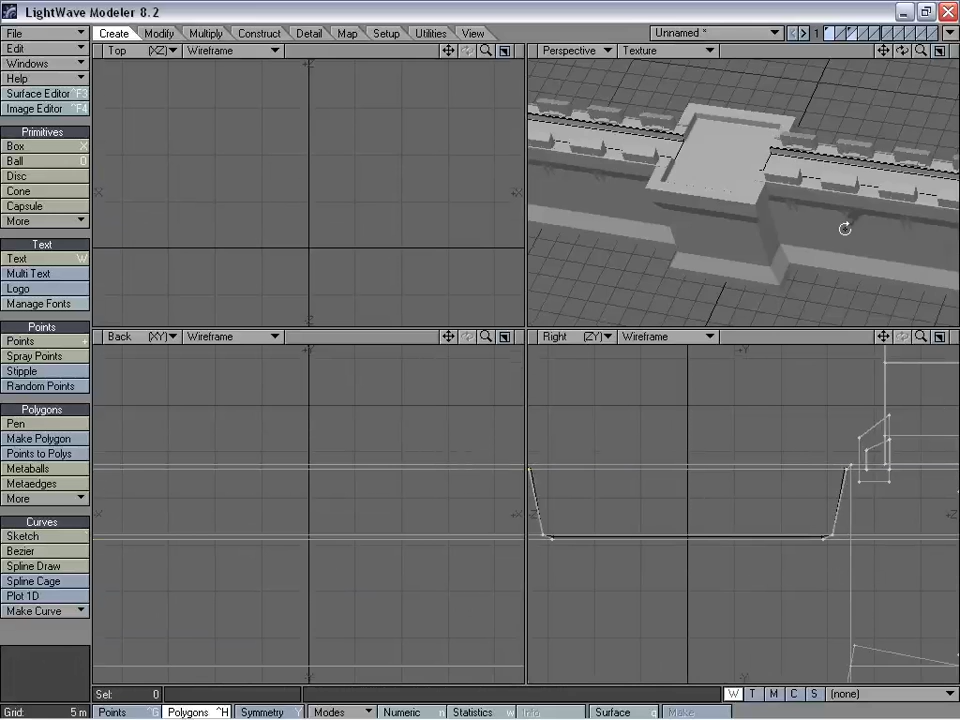 LightWave Modeler 8.2
File Create Modify Multiply Construct Detail Map Setup Utilities View Unnamed * 1
Edit Top (XZ) Wireframe Perspective Texture
Windows
Help
Surface Editor ^F3
Image Editor ^F4
Primitives
Box X
Ball O
Disc
Cone
Capsule
More
Text
Text W
Multi Text
Logo
Manage Fonts
Points
Points +
Spray Points
Stipple
Random Points
Back (XY) Wireframe Right (ZY) Wireframe
Polygons
Pen
Make Polygon
Points to Polys
Metaballs
Metaedges
More
Curves
Sketch
Bezier
Spline Draw
Spline Cage
Plot 1D
Make Curve
Sel: 0 W T M C S (none)
Grid: 5 m Points ^G Polygons ^H Symmetry Y Modes Numeric n Statistics w Info Surface q Make